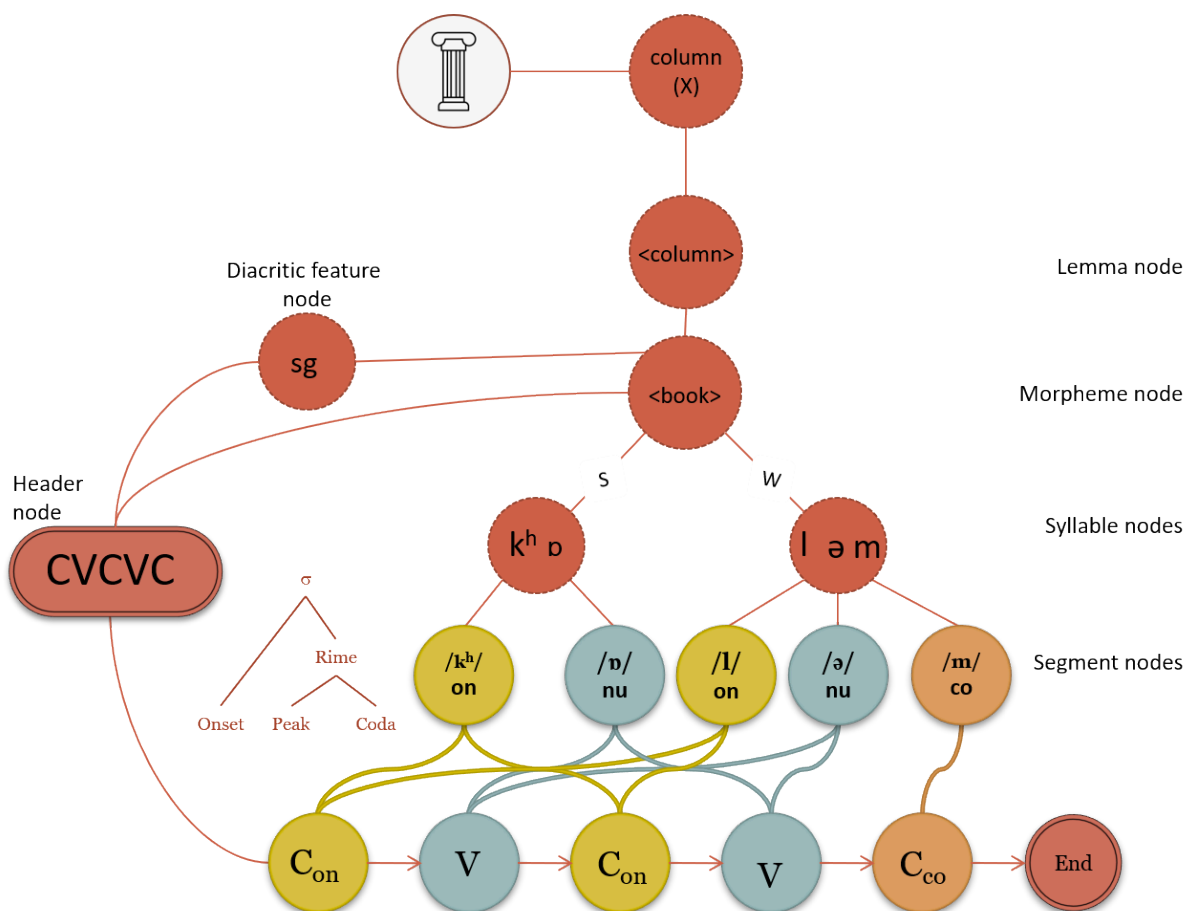 column
(X)
<column>
Lemma node
Diacritic feature
node
sg
<book>
Morpheme node
s
w
Header
node
CVCVC
kʰ ɒ
l ə m
Syllable nodes
σ
Rime
Onset
Peak
Coda
/kʰ/
on
/ɒ/
nu
/l/
on
/ə/
nu
/m/
co
Segment nodes
Con
V
Con
V
Cco
End